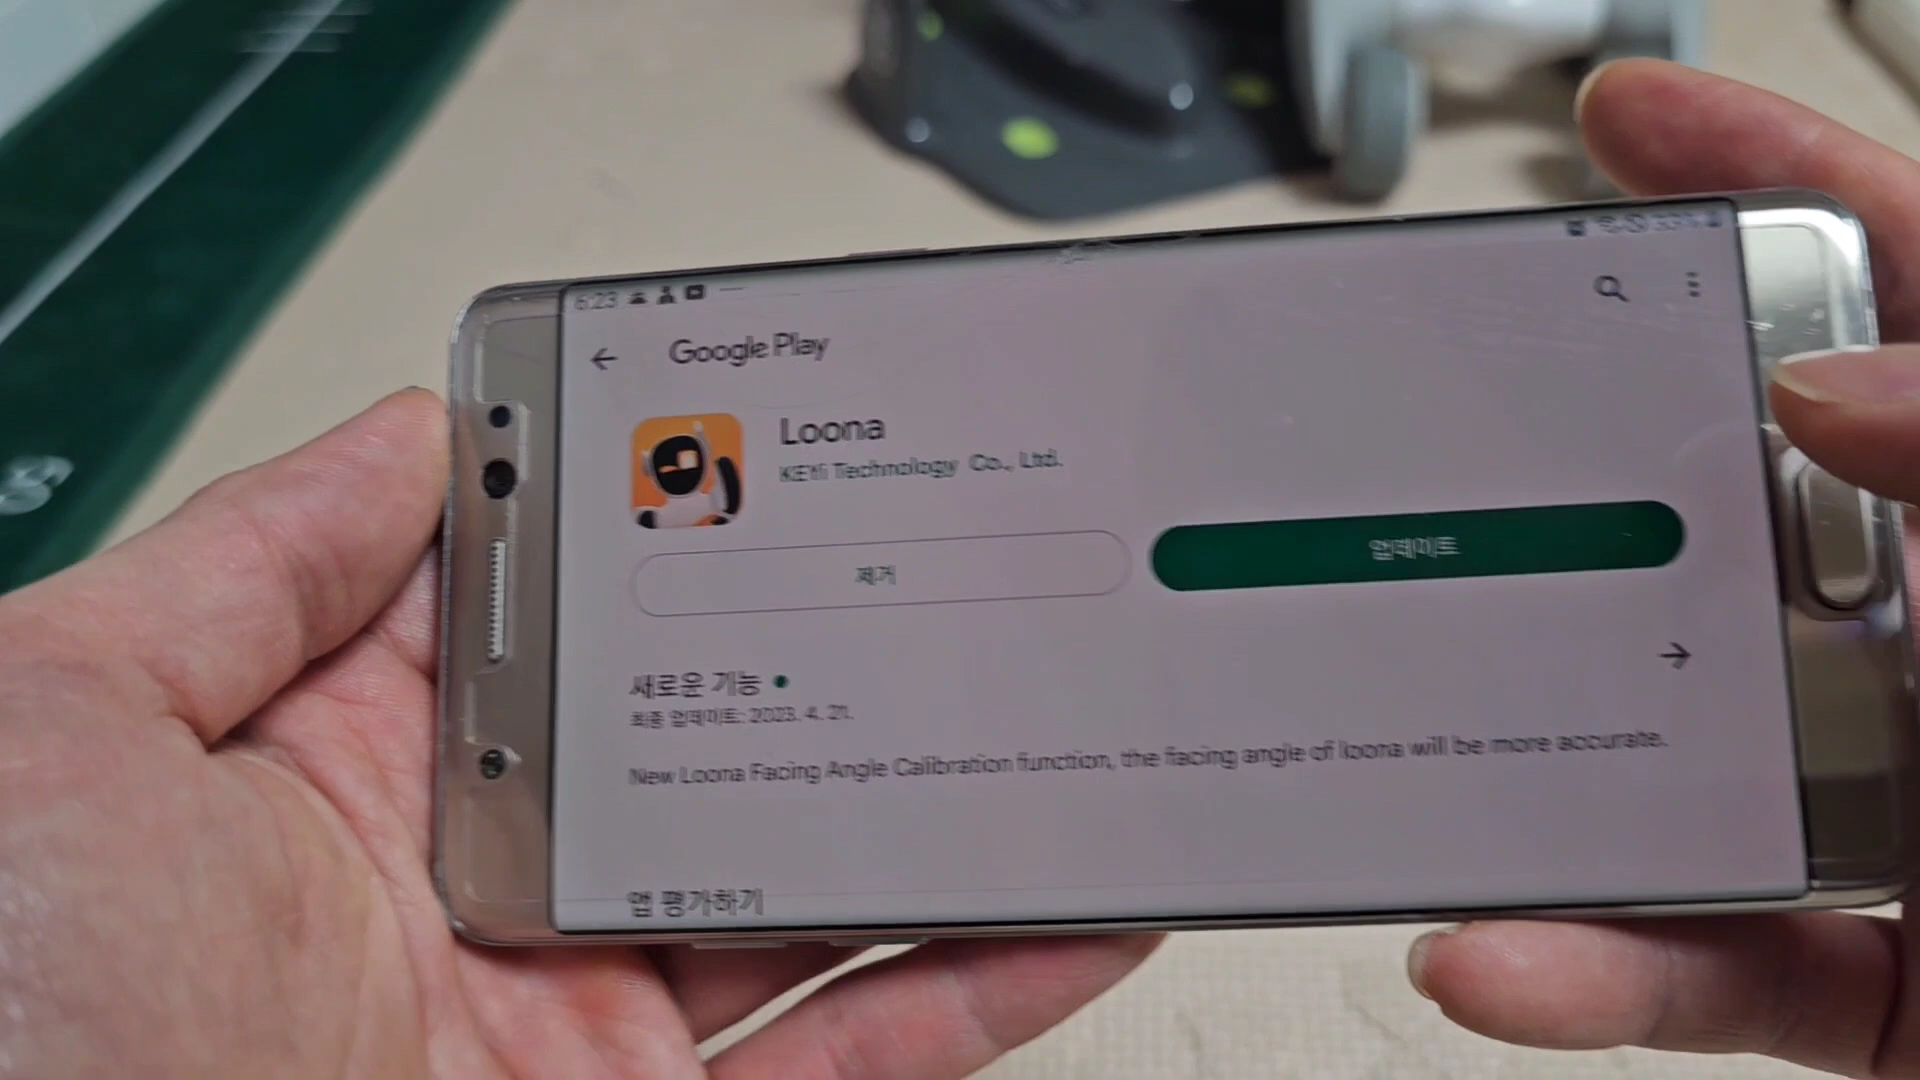 6:23
Google Play
Loona
KEYi Technology Co., Ltd.
제거
업데이트
새로운 기능
최종 업데이트: 2023. 4. 21.
New Loona Facing Angle Calibration function, the facing angle of loona will be more accurate.
앱 평가하기